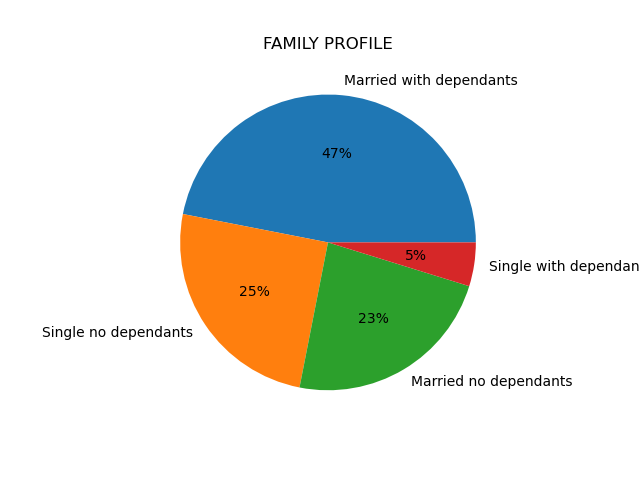 FAMILY PROFILE
Married with dependants
47%
5%
Single with dependan
25%
23%
Single no dependants
Married no dependants